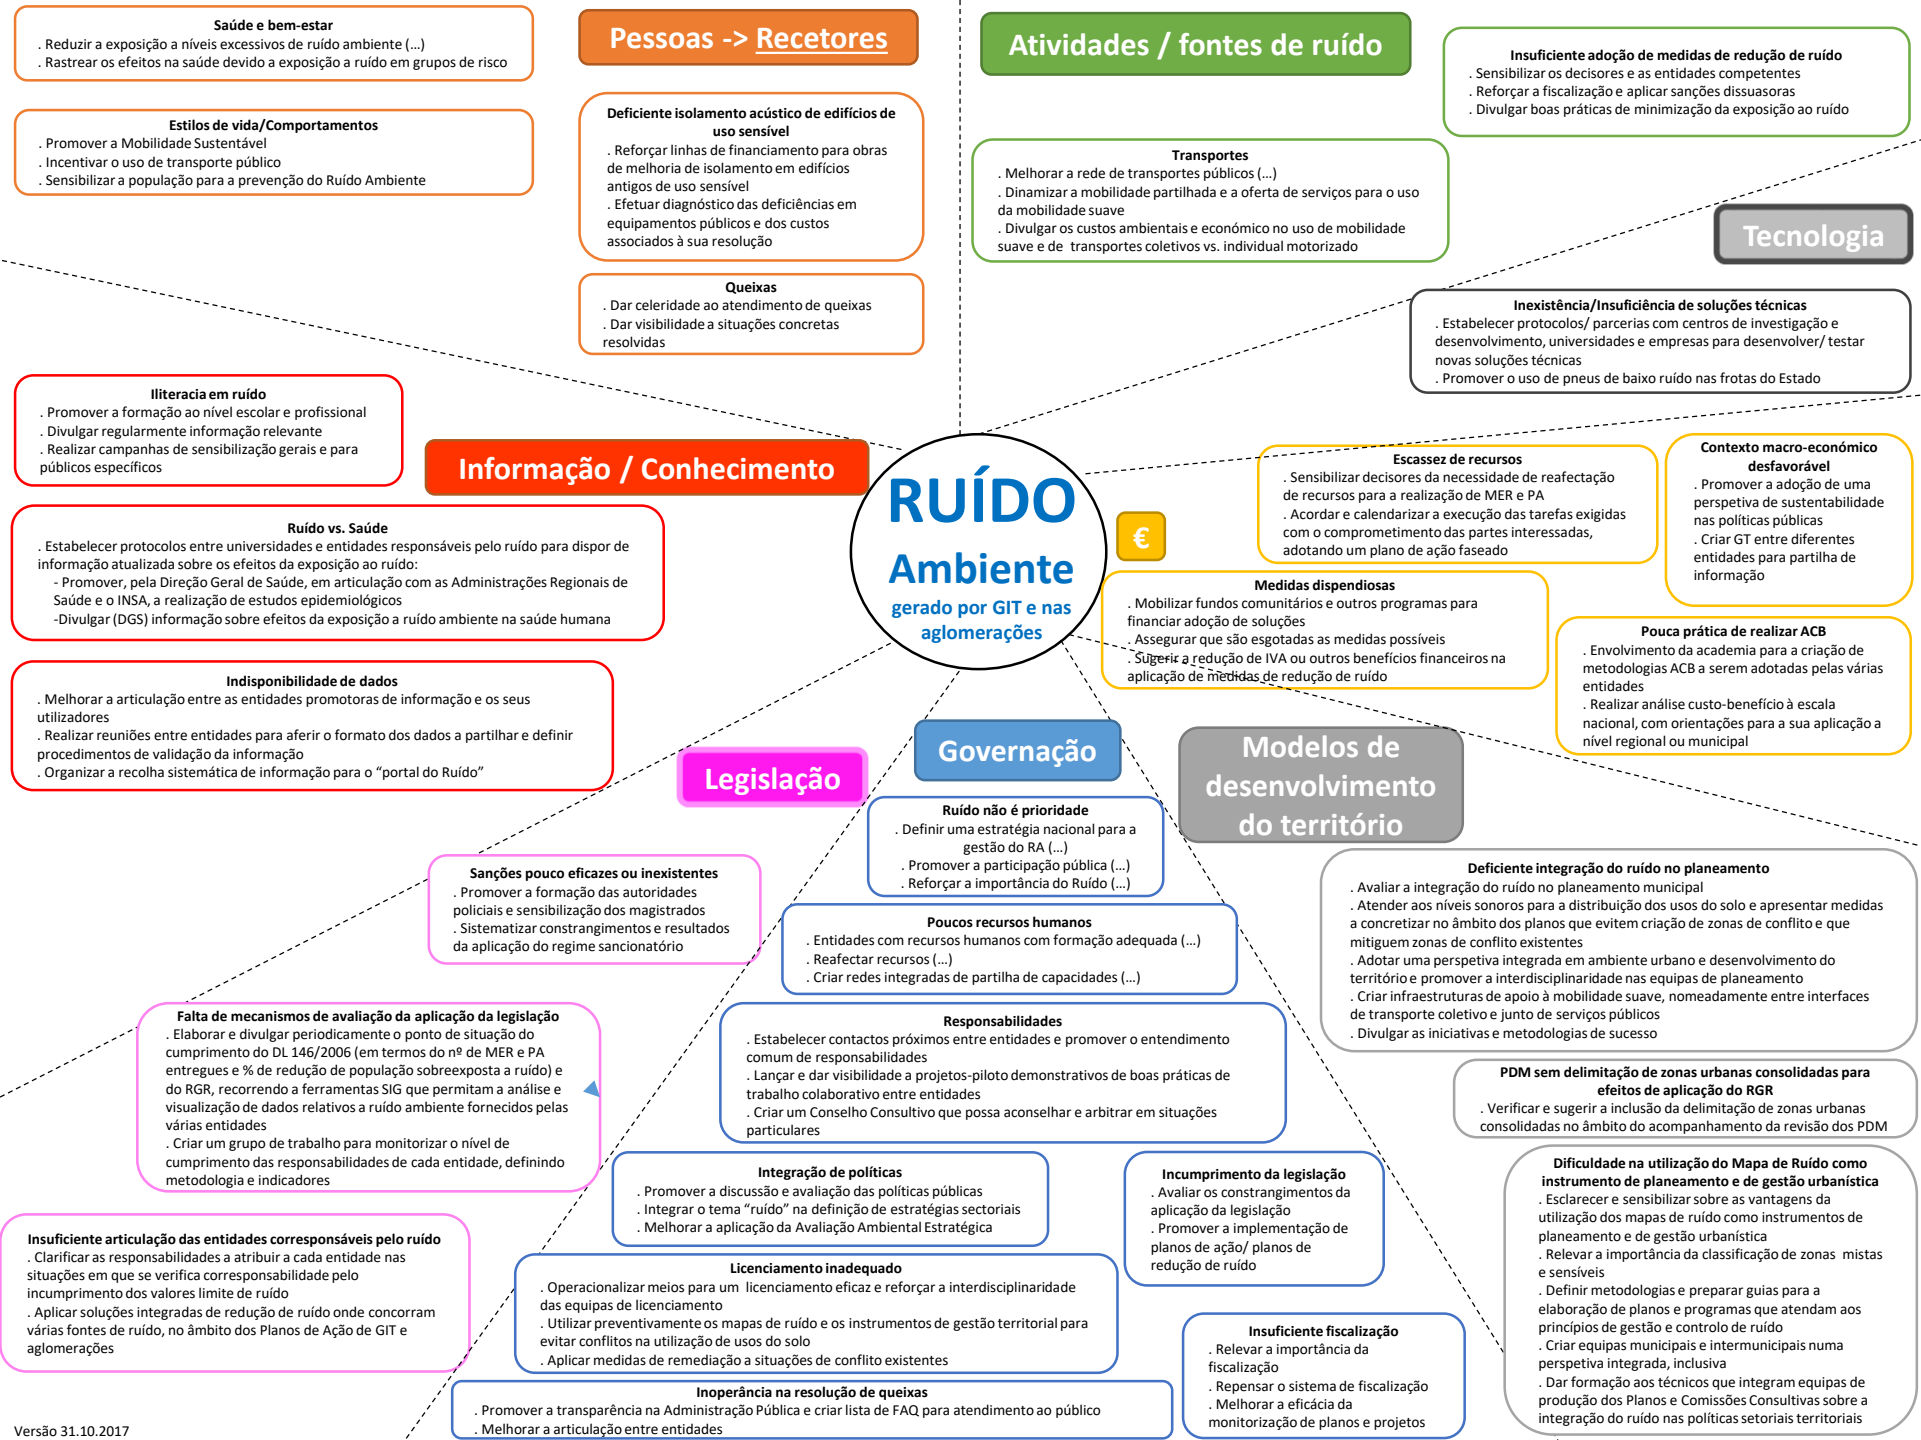 Saúde e bem-estar
. Reduzir a exposição a níveis excessivos de ruído ambiente (…)
. Rastrear os efeitos na saúde devido a exposição a ruído em grupos de risco
Estilos de vida/Comportamentos
. Promover a Mobilidade Sustentável
. Incentivar o uso de transporte público
. Sensibilizar a população para a prevenção do Ruído Ambiente
Pessoas -> Recetores
Deficiente isolamento acústico de edifícios de
uso sensível
. Reforçar linhas de financiamento para obras
de melhoria de isolamento em edifícios
antigos de uso sensível
. Efetuar diagnóstico das deficiências em
equipamentos públicos e dos custos
associados à sua resolução
Queixas
. Dar celeridade ao atendimento de queixas
. Dar visibilidade a situações concretas
resolvidas
Atividades / fontes de ruído
Insuficiente adoção de medidas de redução de ruído
. Sensibilizar os decisores e as entidades competentes
. Reforçar a fiscalização e aplicar sanções dissuasoras
. Divulgar boas práticas de minimização da exposição ao ruído
Transportes
. Melhorar a rede de transportes públicos (…)
. Dinamizar a mobilidade partilhada e a oferta de serviços para o uso
da mobilidade suave
. Divulgar os custos ambientais e económico no uso de mobilidade
suave e de transportes coletivos vs. individual motorizado
Tecnologia
Inexistência/Insuficiência de soluções técnicas
. Estabelecer protocolos/ parcerias com centros de investigação e
desenvolvimento, universidades e empresas para desenvolver/ testar
novas soluções técnicas
. Promover o uso de pneus de baixo ruído nas frotas do Estado
Iliteracia em ruído
. Promover a formação ao nível escolar e profissional
. Divulgar regularmente informação relevante
. Realizar campanhas de sensibilização gerais e para
públicos específicos
Informação / Conhecimento
Ruído vs. Saúde
. Estabelecer protocolos entre universidades e entidades responsáveis pelo ruído para dispor de
informação atualizada sobre os efeitos da exposição ao ruído:
- Promover, pela Direção Geral de Saúde, em articulação com as Administrações Regionais de
Saúde e o INSA, a realização de estudos epidemiológicos
-Divulgar (DGS) informação sobre efeitos da exposição a ruído ambiente na saúde humana
Indisponibilidade de dados
. Melhorar a articulação entre as entidades promotoras de informação e os seus
utilizadores
. Realizar reuniões entre entidades para aferir o formato dos dados a partilhar e definir
procedimentos de validação da informação
. Organizar a recolha sistemática de informação para o “portal do Ruído”
RUÍDO
Ambiente
gerado por GIT e nas
aglomerações
€
Escassez de recursos
. Sensibilizar decisores da necessidade de reafectação
de recursos para a realização de MER e PA
. Acordar e calendarizar a execução das tarefas exigidas
com o comprometimento das partes interessadas,
adotando um plano de ação faseado
Contexto macro-económico
desfavorável
. Promover a adoção de uma
perspetiva de sustentabilidade
nas políticas públicas
. Criar GT entre diferentes
entidades para partilha de
informação
Medidas dispendiosas
. Mobilizar fundos comunitários e outros programas para
financiar adoção de soluções
. Assegurar que são esgotadas as medidas possíveis
. Sugerir a redução de IVA ou outros benefícios financeiros na
aplicação de medidas de redução de ruído
Pouca prática de realizar ACB
. Envolvimento da academia para a criação de
metodologias ACB a serem adotadas pelas várias
entidades
. Realizar análise custo-benefício à escala
nacional, com orientações para a sua aplicação a
nível regional ou municipal
Legislação
Sanções pouco eficazes ou inexistentes
. Promover a formação das autoridades
policiais e sensibilização dos magistrados
. Sistematizar constrangimentos e resultados
da aplicação do regime sancionatório
Falta de mecanismos de avaliação da aplicação da legislação
. Elaborar e divulgar periodicamente o ponto de situação do
cumprimento do DL 146/2006 (em termos do nº de MER e PA
entregues e % de redução de população sobreexposta a ruído) e
do RGR, recorrendo a ferramentas SIG que permitam a análise e
visualização de dados relativos a ruído ambiente fornecidos pelas
várias entidades
. Criar um grupo de trabalho para monitorizar o nível de
cumprimento das responsabilidades de cada entidade, definindo
metodologia e indicadores
Insuficiente articulação das entidades corresponsáveis pelo ruído
. Clarificar as responsabilidades a atribuir a cada entidade nas
situações em que se verifica corresponsabilidade pelo
incumprimento dos valores limite de ruído
. Aplicar soluções integradas de redução de ruído onde concorram
várias fontes de ruído, no âmbito dos Planos de Ação de GIT e
aglomerações
Governação
Ruído não é prioridade
. Definir uma estratégia nacional para a
gestão do RA (…)
. Promover a participação pública (…)
. Reforçar a importância do Ruído (…)
Poucos recursos humanos
. Entidades com recursos humanos com formação adequada (…)
. Reafectar recursos (…)
. Criar redes integradas de partilha de capacidades (…)
Responsabilidades
. Estabelecer contactos próximos entre entidades e promover o entendimento
comum de responsabilidades
. Lançar e dar visibilidade a projetos-piloto demonstrativos de boas práticas de
trabalho colaborativo entre entidades
. Criar um Conselho Consultivo que possa aconselhar e arbitrar em situações
particulares
Integração de políticas
. Promover a discussão e avaliação das políticas públicas
. Integrar o tema “ruído” na definição de estratégias sectoriais
. Melhorar a aplicação da Avaliação Ambiental Estratégica
Incumprimento da legislação
. Avaliar os constrangimentos da
aplicação da legislação
. Promover a implementação de
planos de ação/ planos de
redução de ruído
Licenciamento inadequado
. Operacionalizar meios para um licenciamento eficaz e reforçar a interdisciplinaridade
das equipas de licenciamento
. Utilizar preventivamente os mapas de ruído e os instrumentos de gestão territorial para
evitar conflitos na utilização de usos do solo
. Aplicar medidas de remediação a situações de conflito existentes
Insuficiente fiscalização
. Relevar a importância da
fiscalização
. Repensar o sistema de fiscalização
. Melhorar a eficácia da
monitorização de planos e projetos
Inoperância na resolução de queixas
. Promover a transparência na Administração Pública e criar lista de FAQ para atendimento ao público
. Melhorar a articulação entre entidades
Modelos de
desenvolvimento
do território
Deficiente integração do ruído no planeamento
. Avaliar a integração do ruído no planeamento municipal
. Atender aos níveis sonoros para a distribuição dos usos do solo e apresentar medidas
a concretizar no âmbito dos planos que evitem criação de zonas de conflito e que
mitiguem zonas de conflito existentes
. Adotar uma perspetiva integrada em ambiente urbano e desenvolvimento do
território e promover a interdisciplinaridade nas equipas de planeamento
. Criar infraestruturas de apoio à mobilidade suave, nomeadamente entre interfaces
de transporte coletivo e junto de serviços públicos
. Divulgar as iniciativas e metodologias de sucesso
PDM sem delimitação de zonas urbanas consolidadas para
efeitos de aplicação do RGR
. Verificar e sugerir a inclusão da delimitação de zonas urbanas
consolidadas no âmbito do acompanhamento da revisão dos PDM
Dificuldade na utilização do Mapa de Ruído como
instrumento de planeamento e de gestão urbanística
. Esclarecer e sensibilizar sobre as vantagens da
utilização dos mapas de ruído como instrumentos de
planeamento e de gestão urbanística
. Relevar a importância da classificação de zonas mistas
e sensíveis
. Definir metodologias e preparar guias para a
elaboração de planos e programas que atendam aos
princípios de gestão e controlo de ruído
. Criar equipas municipais e intermunicipais numa
perspetiva integrada, inclusiva
. Dar formação aos técnicos que integram equipas de
produção dos Planos e Comissões Consultivas sobre a
integração do ruído nas políticas setoriais territoriais
Versão 31.10.2017